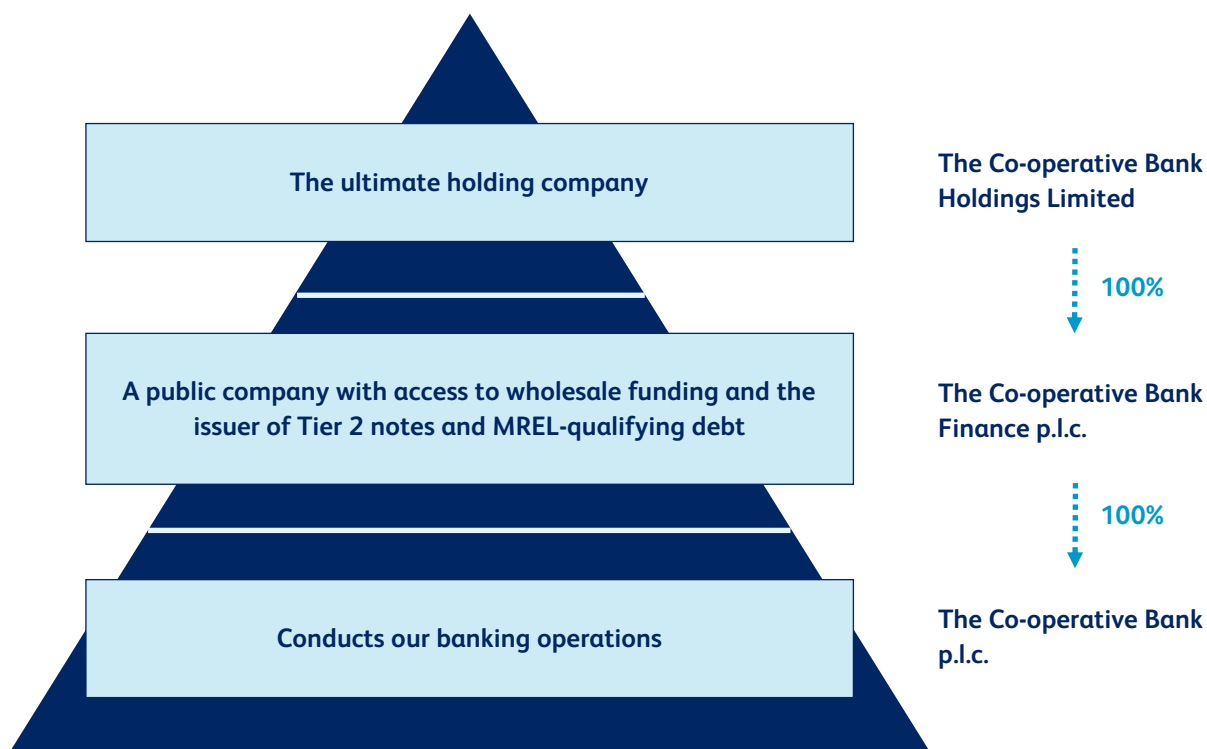 The ultimate holding company
The Co-operative Bank
Holdings Limited
100%
A public company with access to wholesale funding and the
issuer of Tier 2 notes and MREL-qualifying debt
The Co-operative Bank
Finance p.l.c.
100%
Conducts our banking operations
The Co-operative Bank
p.l.c.